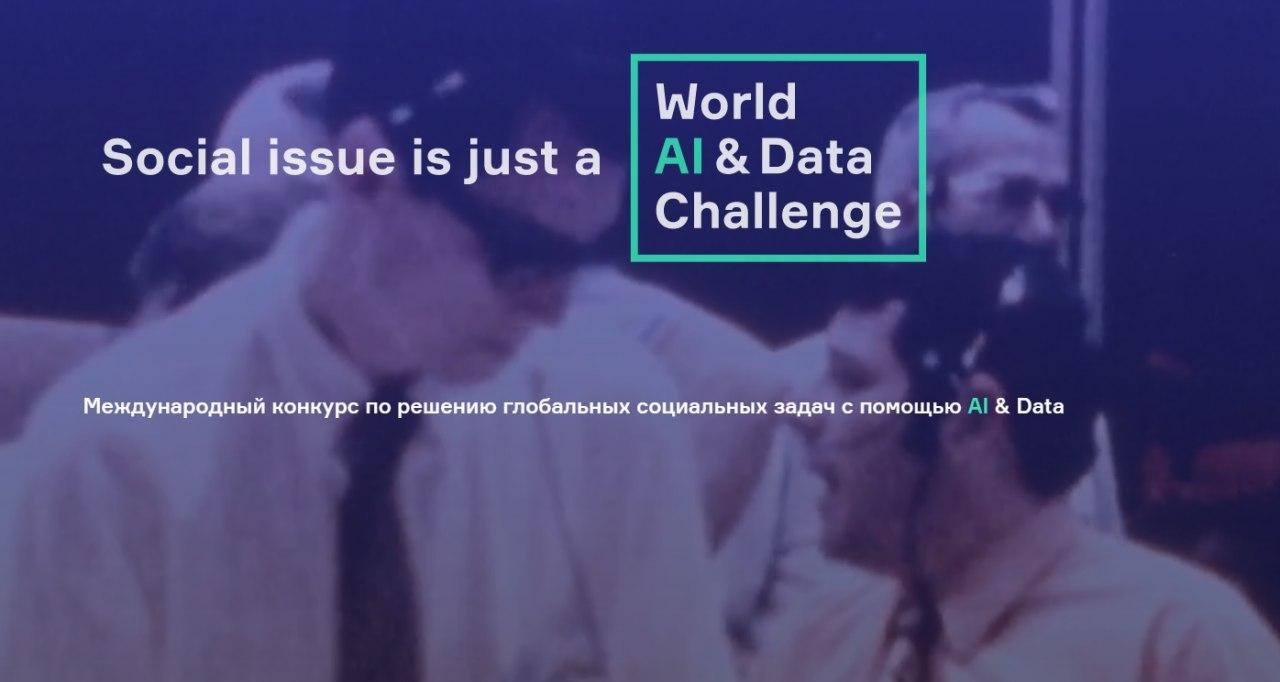 Social issue is just a
World
AI & Data
Challenge
Международный конкурс по решению глобальных социальных задач с помощью AI & Data